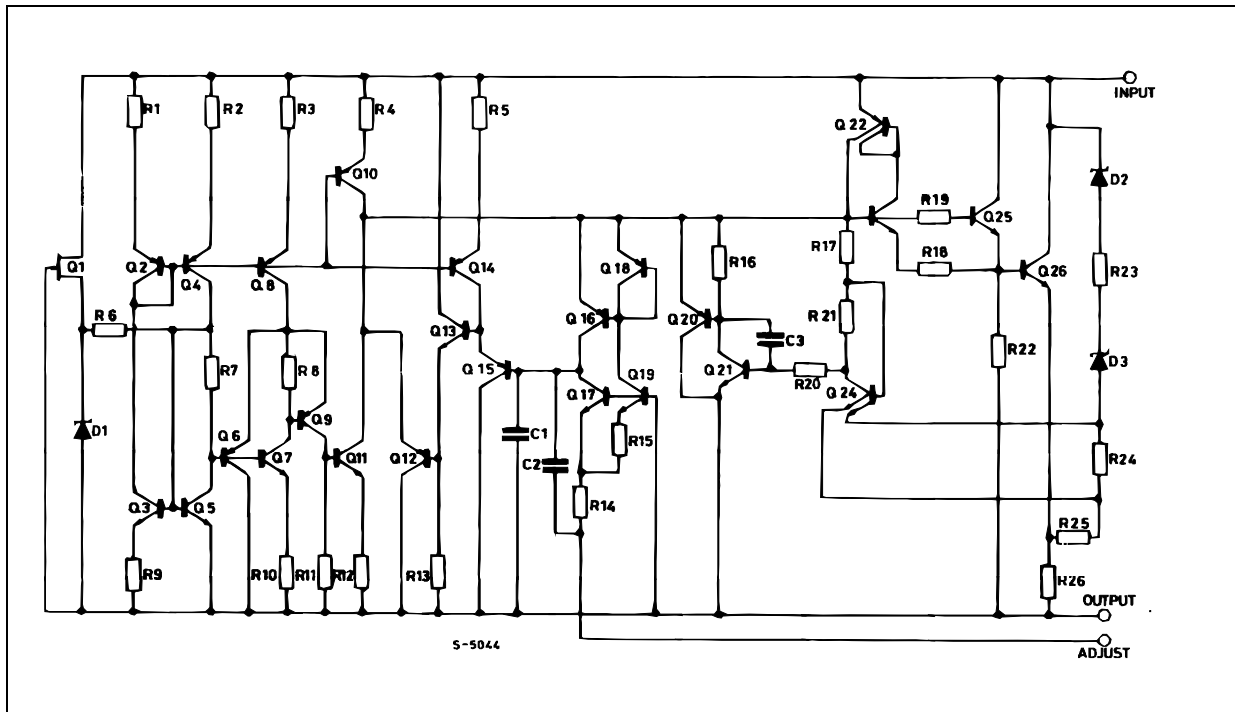 INPUT
R1
R2
R3
R4
R5
Q22
D2
Q10
R19
Q25
R17
R18
Q1
Q2
Q4
Q8
Q14
Q18
R16
Q26
R23
R6
Q13
Q16
Q20
R21
C3
R7
R8
Q15
Q19
Q21
R20
R22
D3
Q9
Q17
Q24
D1
Q6
Q7
Q11
Q12
C1
C2
R15
R24
Q3
Q5
R14
R25
R9
R10
R11
R12
R13
R26
OUTPUT
S-5044
ADJUST